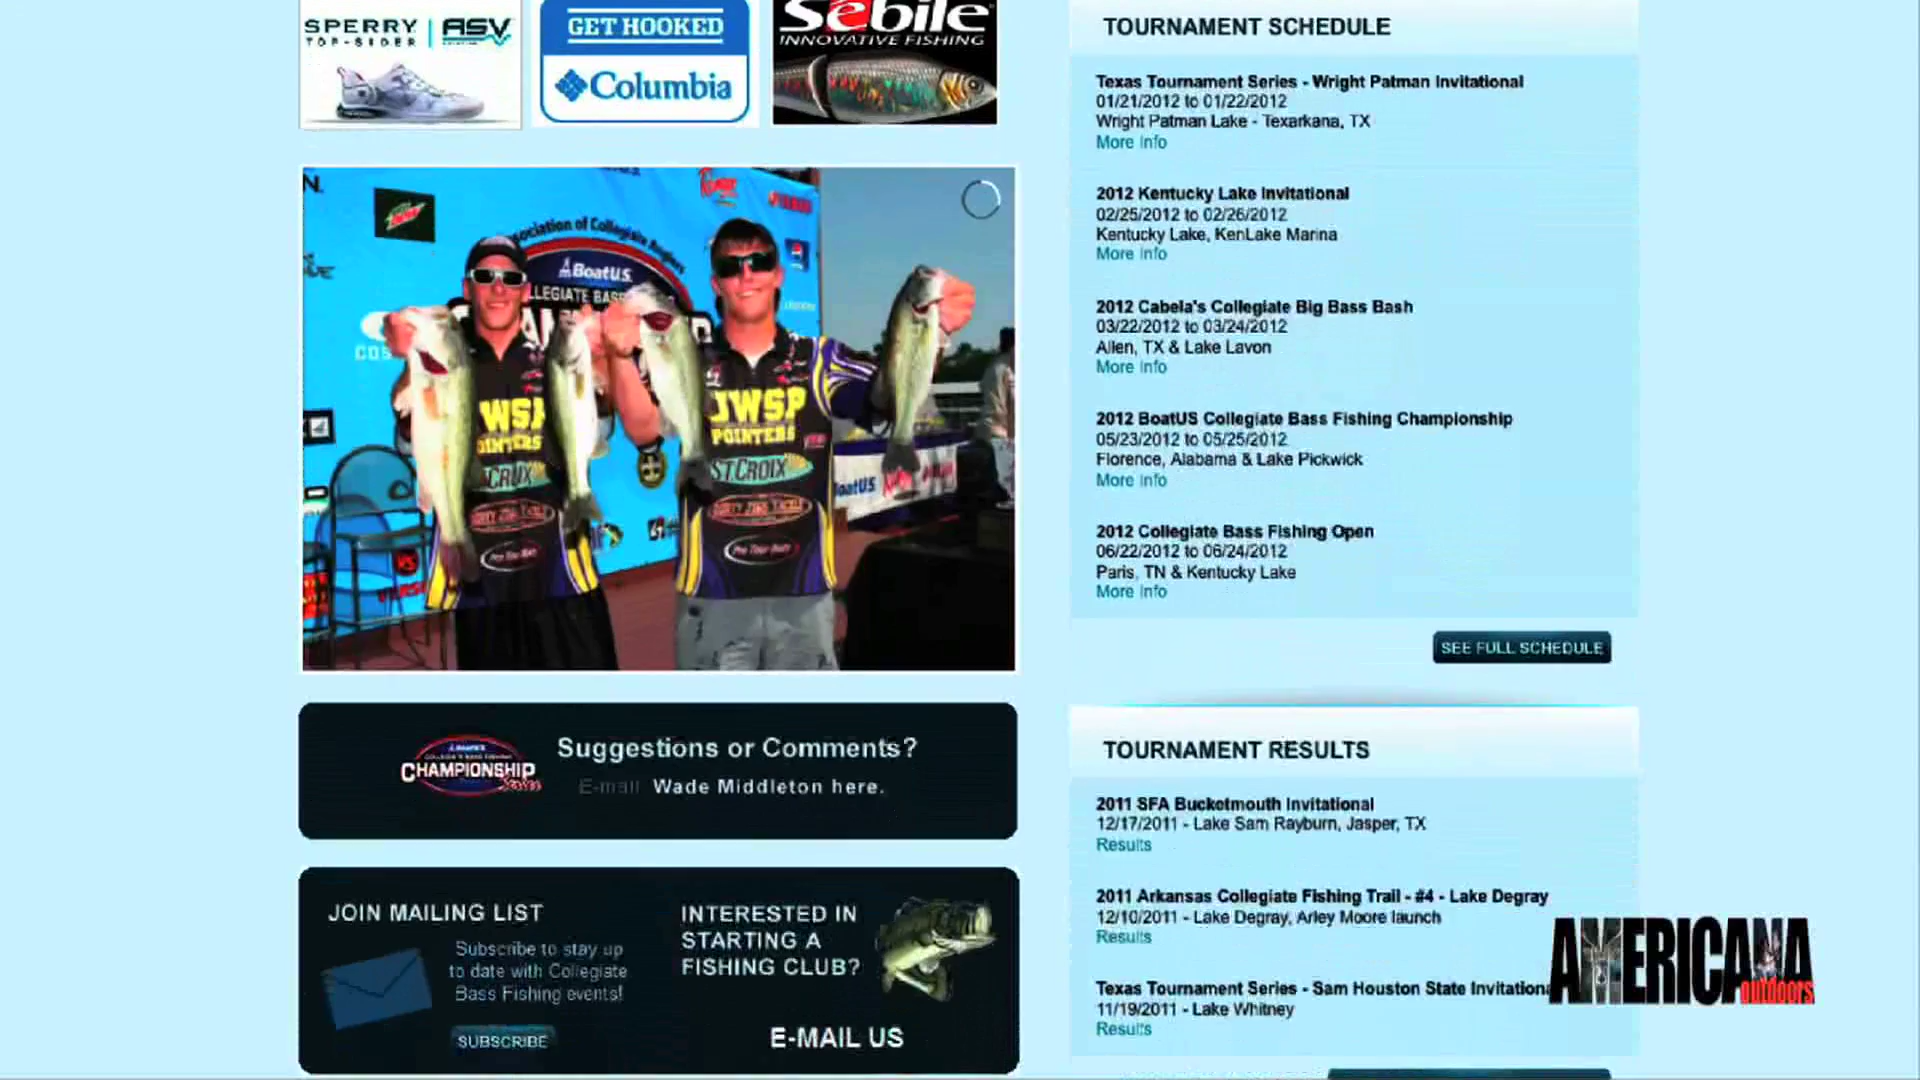 SPERRY
TOP-SIDER
ASV
GET HOOKED
Columbia
Sebile
INNOVATIVE FISHING
Association of Collegiate Anglers
BoatU.S.
POINTERS
ST.CROIX
BoatU.S.
Suggestions or Comments?
CHAMPIONSHIP
Series
E-mail Wade Middleton here.
JOIN MAILING LIST
Subscribe to stay up
to date with Collegiate
Bass Fishing events!
SUBSCRIBE
INTERESTED IN
STARTING A
FISHING CLUB?
E-MAIL US
TOURNAMENT SCHEDULE
Texas Tournament Series - Wright Patman Invitational
01/21/2012 to 01/22/2012
Wright Patman Lake - Texarkana, TX
More Info
2012 Kentucky Lake Invitational
02/25/2012 to 02/26/2012
Kentucky Lake, KenLake Marina
More Info
2012 Cabela's Collegiate Big Bass Bash
03/22/2012 to 03/24/2012
Allen, TX & Lake Lavon
More Info
2012 BoatUS Collegiate Bass Fishing Championship
05/23/2012 to 05/25/2012
Florence, Alabama & Lake Pickwick
More Info
2012 Collegiate Bass Fishing Open
06/22/2012 to 06/24/2012
Paris, TN & Kentucky Lake
More Info
SEE FULL SCHEDULE
TOURNAMENT RESULTS
2011 SFA Bucketmouth Invitational
12/17/2011 - Lake Sam Rayburn, Jasper, TX
Results
2011 Arkansas Collegiate Fishing Trail - #4 - Lake Degray
12/10/2011 - Lake Degray, Arley Moore launch
Results
Texas Tournament Series - Sam Houston State Invitational
11/19/2011 - Lake Whitney
Results
AMERICANA
outdoors